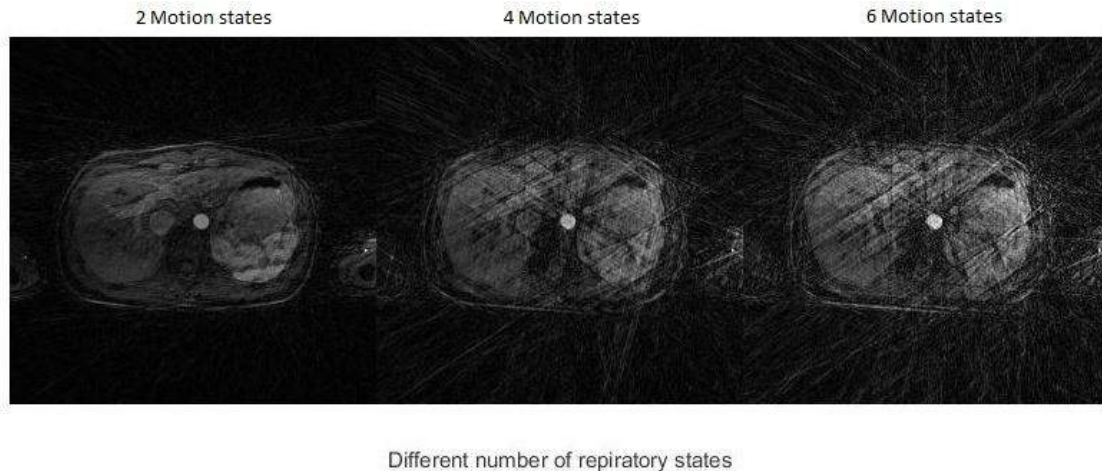 2 Motion states
4 Motion states
6 Motion states
Different number of repiratory states